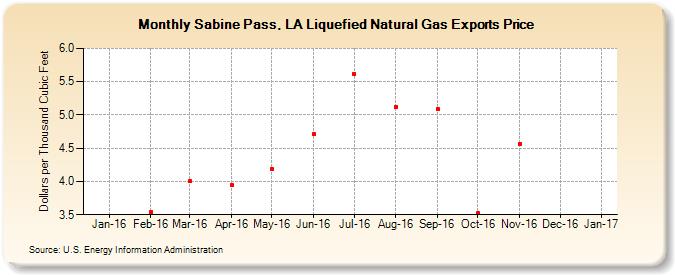 Monthly Sabine Pass, LA Liquefied Natural Gas Exports Price
Dollars per Thousand Cubic Feet
6.0
5.5
5.0
4.5
4.0
3.5
Jan-16 Feb-16 Mar-16 Apr-16 May-16 Jun-16 Jul-16 Aug-16 Sep-16 Oct-16 Nov-16 Dec-16 Jan-17
Source: U.S. Energy Information Administration